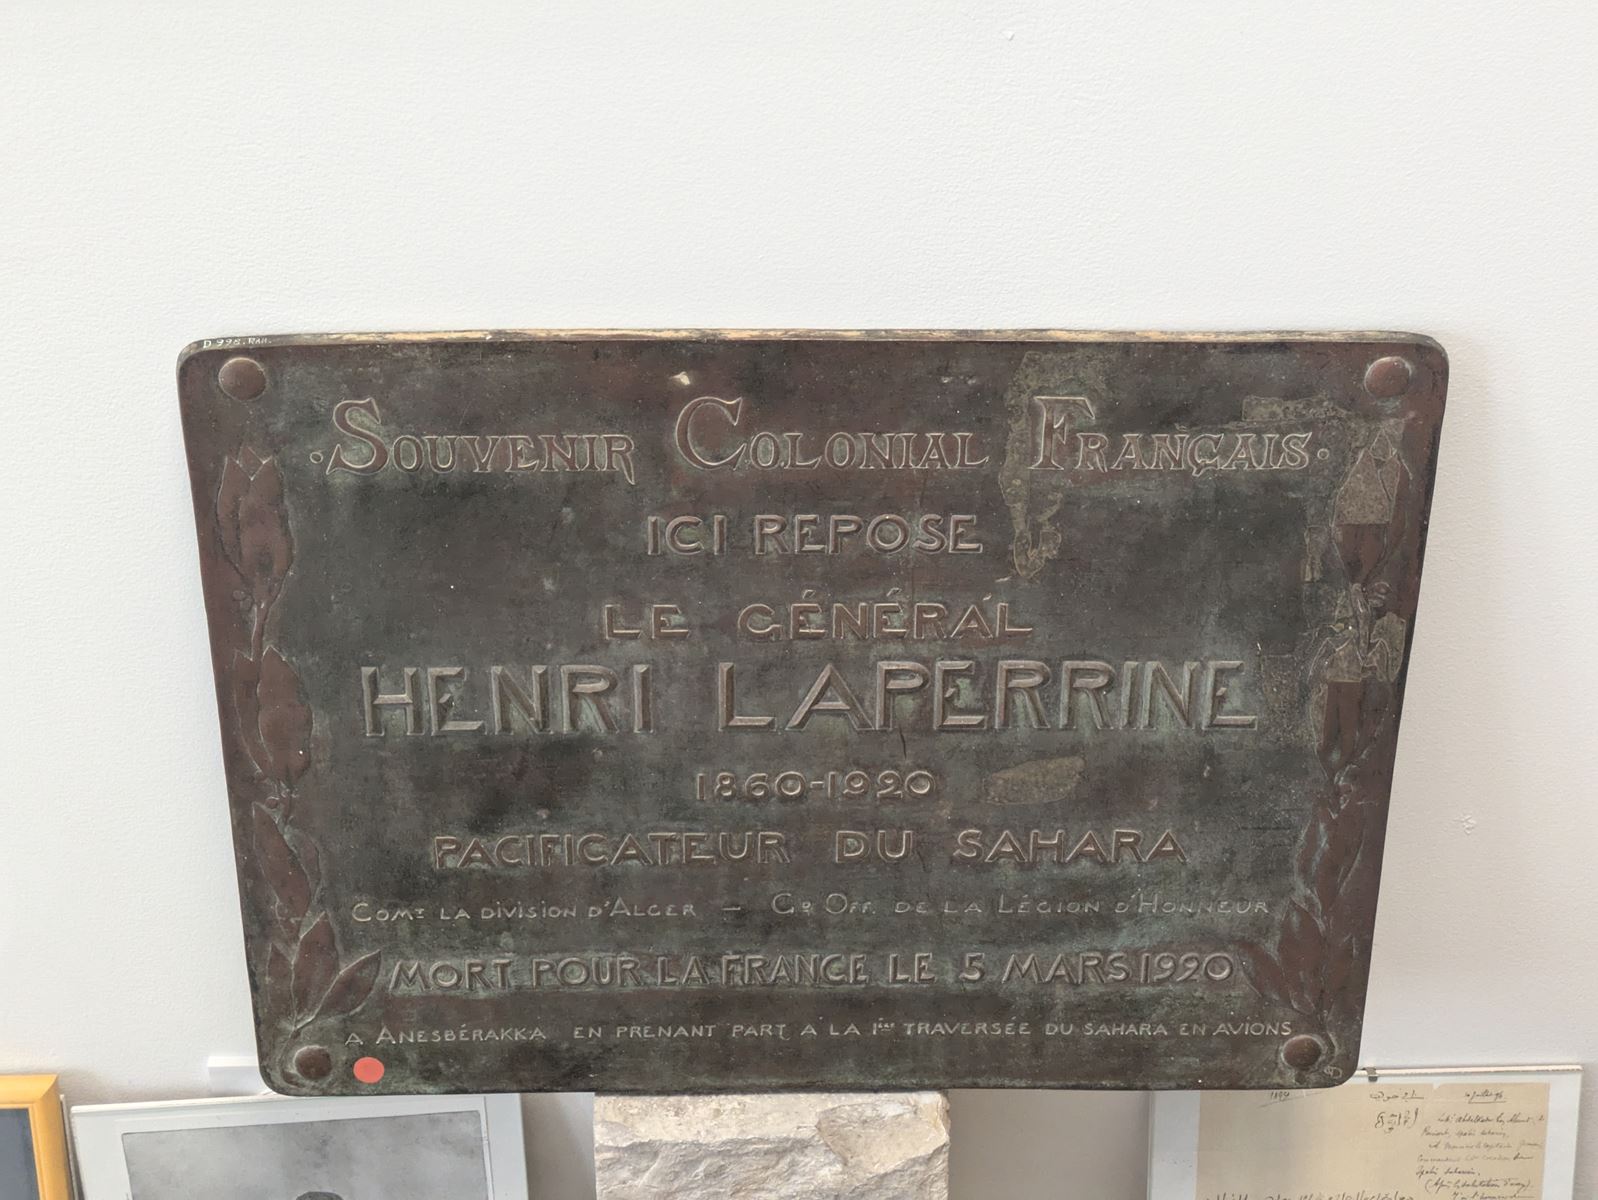 D 998. RAN.
·SOUVENIR COLONIAL FRANÇAIS·
ICI REPOSE
LE GÉNÉRAL
HENRI LAPERRINE
1860-1920
PACIFICATEUR DU SAHARA
COMT LA DIVISION D'ALGER — GD OFF. DE LA LÉGION D'HONNEUR
MORT POUR LA FRANCE LE 5 MARS 1920
A ANESBÉRAKKA EN PRENANT PART A LA 1ÈRE TRAVERSÉE DU SAHARA EN AVIONS